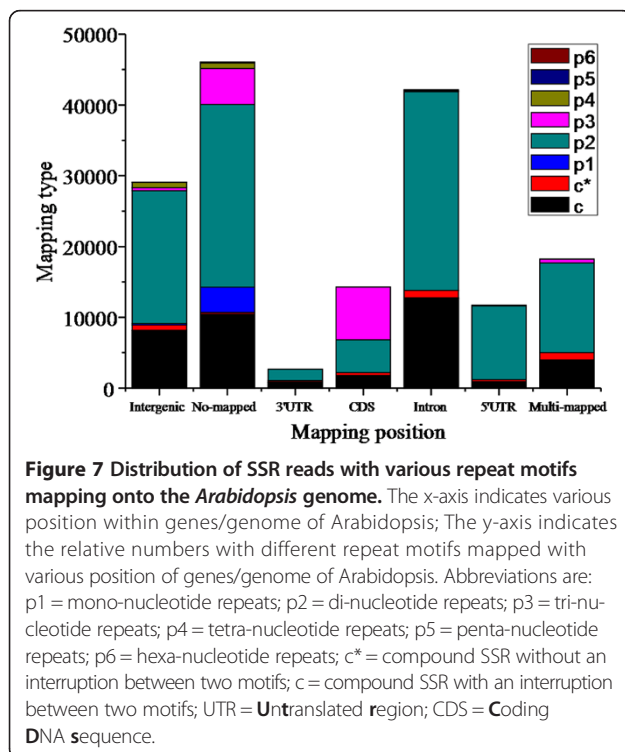 50000
40000
30000
20000
10000
0
Mapping type
p6
p5
p4
p3
p2
p1
c*
c
Intergenic No-mapped 3'UTR CDS Intron 5'UTR Multi-mapped
Mapping position
Figure 7 Distribution of SSR reads with various repeat motifs
mapping onto the Arabidopsis genome. The x-axis indicates various
position within genes/genome of Arabidopsis; The y-axis indicates
the relative numbers with different repeat motifs mapped with
various position of genes/genome of Arabidopsis. Abbreviations are:
p1 = mono-nucleotide repeats; p2 = di-nucleotide repeats; p3 = tri-nu-
cleotide repeats; p4 = tetra-nucleotide repeats; p5 = penta-nucleotide
repeats; p6 = hexa-nucleotide repeats; c* = compound SSR without an
interruption between two motifs; c = compound SSR with an interruption
between two motifs; UTR = Untranslated region; CDS = Coding
DNA sequence.